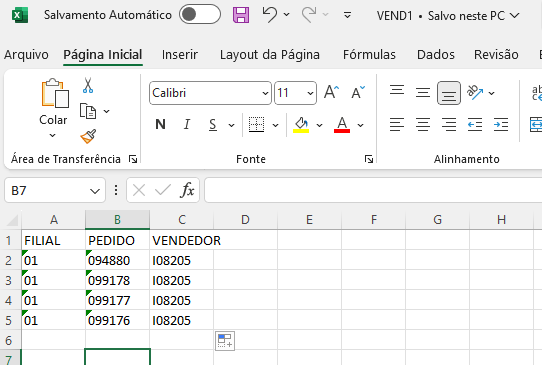 Salvamento Automático VEND1 • Salvo neste PC
Arquivo Página Inicial Inserir Layout da Página Fórmulas Dados Revisão
Colar Calibri 11 A A ab
N I S A
Área de Transferência Fonte Alinhamento
B7 fx
A B C D E F G H
1 FILIAL PEDIDO VENDEDOR
2 01 094880 I08205
3 01 099178 I08205
4 01 099177 I08205
5 01 099176 I08205
6
7